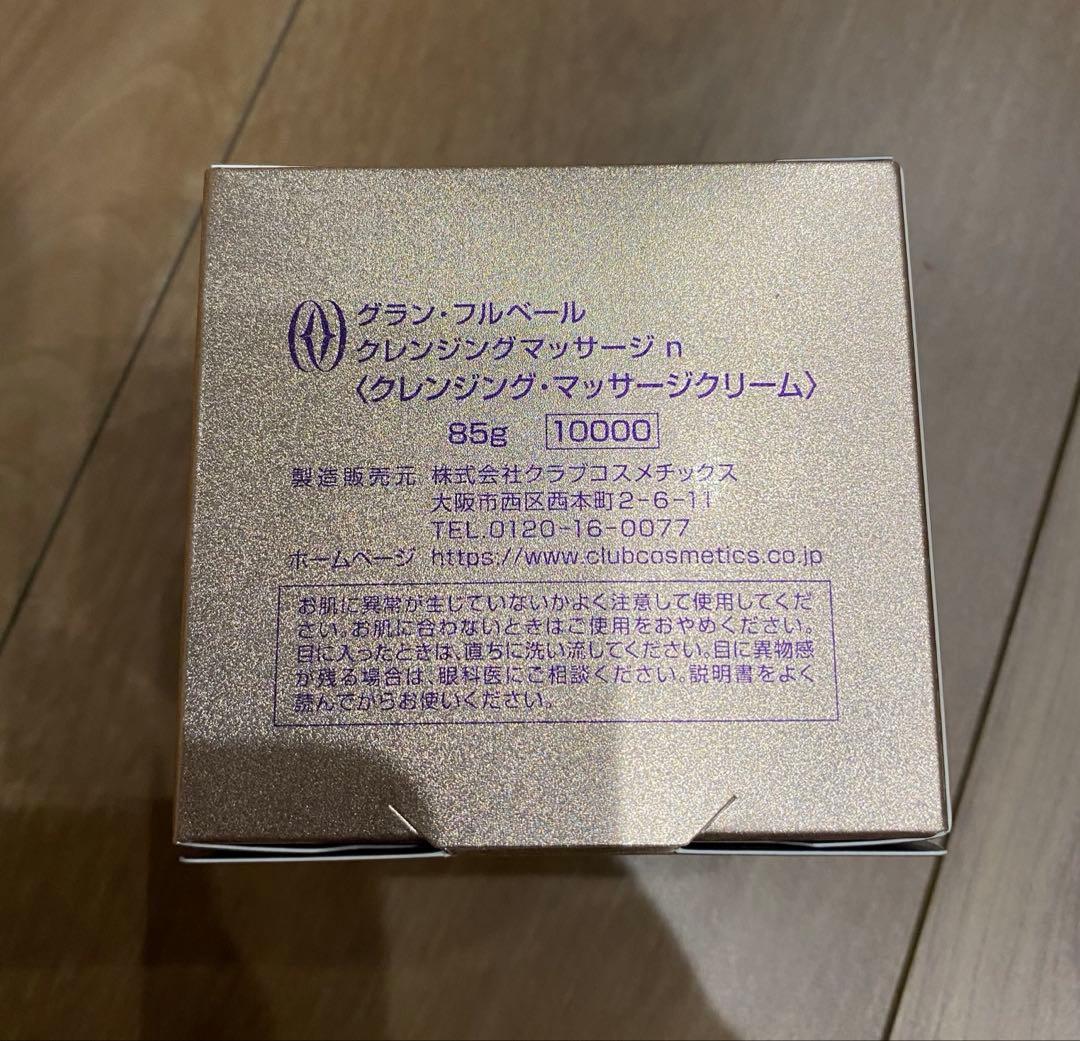 グラン・フルベール
クレンジングマッサージ n
〈クレンジング・マッサージクリーム〉
85g 10000
製造販売元 株式会社クラブコスメチックス
大阪市西区西本町2-6-11
TEL.0120-16-0077
ホームページ https://www.clubcosmetics.co.jp
お肌に異常が生じていないかよく注意して使用してくだ
さい。お肌に合わないときはご使用をおやめください。
目に入ったときは、直ちに洗い流してください。目に異物感
が残る場合は、眼科医にご相談ください。説明書をよく
読んでからお使いください。